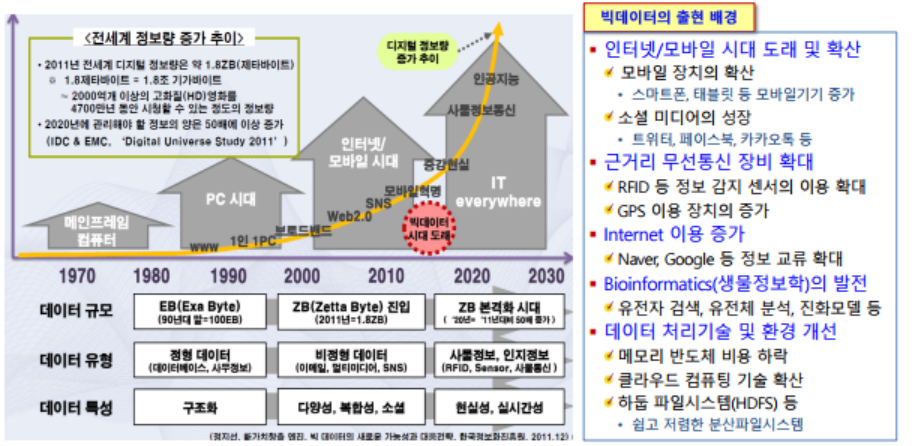 <전세계 정보량 증가 추이>
• 2011년 전세계 디지털 정보량은 약 1.8ZB(제타바이트)
1.8제타바이트 = 1.8조 기가바이트
≈ 2000억개 이상의 고화질(HD)영화를
4700만년 동안 시청할 수 있는 정도의 정보량
• 2020년에 관리해야 할 정보의 양은 50배에 이상 증가
(IDC & EMC, ‘Digital Universe Study 2011’)
디지털 정보량
증가 추이
메인프레임
컴퓨터
PC 시대
인터넷/
모바일 시대
IT
everywhere
www
1인 1PC
브로드밴드
Web2.0
SNS
모바일혁명
증강현실
사물정보통신
인공지능
빅데이터
시대 도래
1970 1980 1990 2000 2010 2020 2030
데이터 규모
EB(Exa Byte)
(90년대 말=100EB)
ZB(Zetta Byte) 진입
(2011년=1.8ZB)
ZB 본격화 시대
( ‘20년= ‘11년대비 50배 증가 )
데이터 유형
정형 데이터
(데이터베이스, 사무정보)
비정형 데이터
(이메일, 멀티미디어, SNS)
사물정보, 인지정보
(RFID, Sensor, 사물통신)
데이터 특성
구조화
다양성, 복합성, 소셜
현실성, 실시간성
(정지선, 新가치창출 엔진, 빅 데이터의 새로운 가능성과 대응전략, 한국정보화진흥원, 2011.12)
빅데이터의 출현 배경
▪ 인터넷/모바일 시대 도래 및 확산
✓ 모바일 장치의 확산
• 스마트폰, 태블릿 등 모바일기기 증가
✓ 소셜 미디어의 성장
• 트위터, 페이스북, 카카오톡 등
▪ 근거리 무선통신 장비 확대
✓ RFID 등 정보 감지 센서의 이용 확대
✓ GPS 이용 장치의 증가
▪ Internet 이용 증가
✓ Naver, Google 등 정보 교류 확대
▪ Bioinformatics(생물정보학)의 발전
✓ 유전자 검색, 유전체 분석, 진화모델 등
▪ 데이터 처리기술 및 환경 개선
✓ 메모리 반도체 비용 하락
✓ 클라우드 컴퓨팅 기술 확산
✓ 하둡 파일시스템(HDFS) 등
• 쉽고 저렴한 분산파일시스템